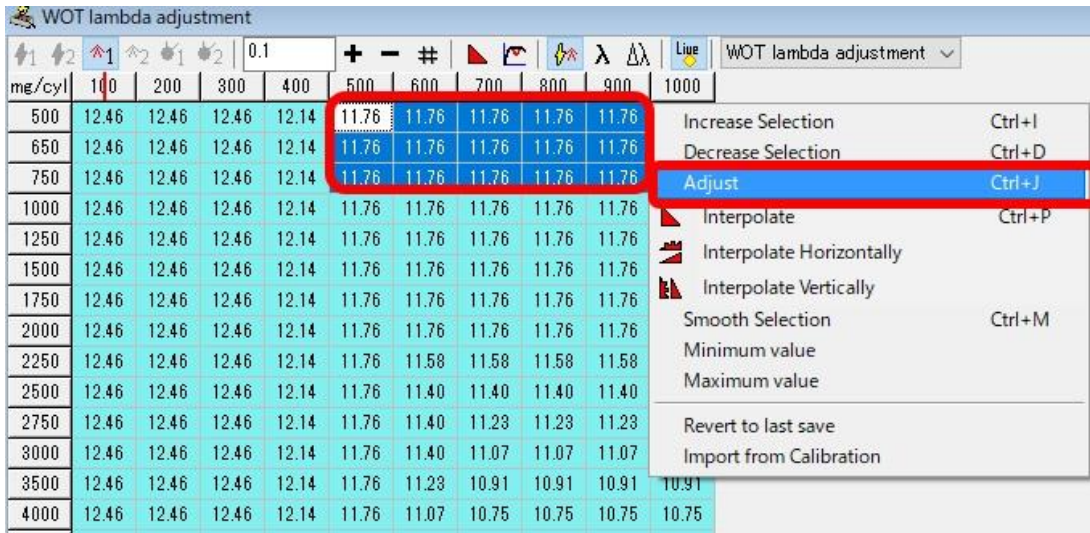 WOT lambda adjustment
1 2 1 2 1 2 0.1 + - # λ Δλ Live WOT lambda adjustment
mg/cyl 100 200 300 400 500 600 700 800 900 1000
500 12.46 12.46 12.46 12.14 11.76 11.76 11.76 11.76 11.76
650 12.46 12.46 12.46 12.14 11.76 11.76 11.76 11.76 11.76
750 12.46 12.46 12.46 12.14 11.76 11.76 11.76 11.76 11.76
1000 12.46 12.46 12.46 12.14 11.76 11.76 11.76 11.76 11.76
1250 12.46 12.46 12.46 12.14 11.76 11.76 11.76 11.76 11.76
1500 12.46 12.46 12.46 12.14 11.76 11.76 11.76 11.76 11.76
1750 12.46 12.46 12.46 12.14 11.76 11.76 11.76 11.76 11.76
2000 12.46 12.46 12.46 12.14 11.76 11.76 11.76 11.76 11.76
2250 12.46 12.46 12.46 12.14 11.76 11.58 11.58 11.58 11.58
2500 12.46 12.46 12.46 12.14 11.76 11.40 11.40 11.40 11.40
2750 12.46 12.46 12.46 12.14 11.76 11.40 11.23 11.23 11.23
3000 12.46 12.46 12.46 12.14 11.76 11.40 11.07 11.07 11.07
3500 12.46 12.46 12.46 12.14 11.76 11.23 10.91 10.91 10.91 10.91
4000 12.46 12.46 12.46 12.14 11.76 11.07 10.75 10.75 10.75 10.75
Increase Selection Ctrl+I
Decrease Selection Ctrl+D
Adjust Ctrl+J
Interpolate Ctrl+P
Interpolate Horizontally
Interpolate Vertically
Smooth Selection Ctrl+M
Minimum value
Maximum value
Revert to last save
Import from Calibration